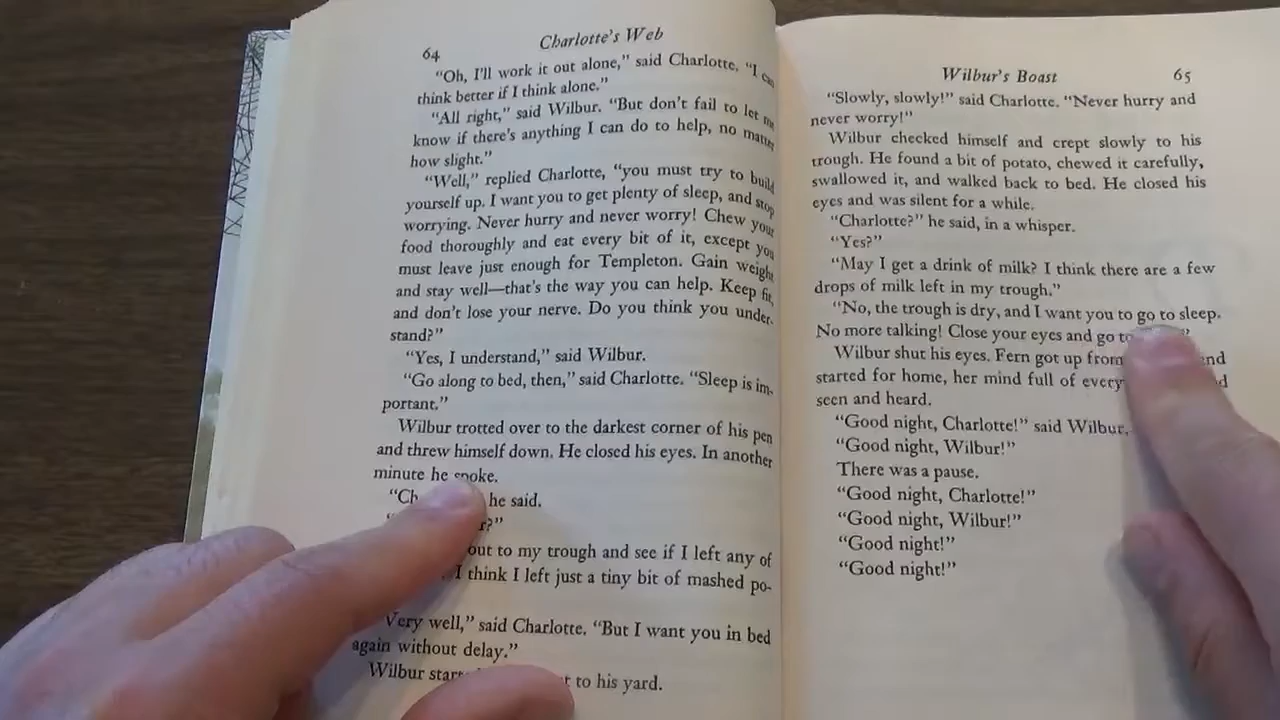 64
Charlotte's Web
"Oh, I'll work it out alone," said Charlotte. "I can
think better if I think alone."
"All right," said Wilbur. "But don't fail to let me
know if there's anything I can do to help, no matter
how slight."
"Well," replied Charlotte, "you must try to build
yourself up. I want you to get plenty of sleep, and stop
worrying. Never hurry and never worry! Chew your
food thoroughly and eat every bit of it, except you
must leave just enough for Templeton. Gain weight
and stay well—that's the way you can help. Keep fit,
and don't lose your nerve. Do you think you under-
stand?"
"Yes, I understand," said Wilbur.
"Go along to bed, then," said Charlotte. "Sleep is im-
portant."
Wilbur trotted over to the darkest corner of his pen
and threw himself down. He closed his eyes. In another
minute he spoke.
he said.
out to my trough and see if I left any of
I think I left just a tiny bit of mashed po-
Very well," said Charlotte. "But I want you in bed
again without delay."
Wilbur to his yard.
Wilbur's Boast
65
"Slowly, slowly!" said Charlotte. "Never hurry and
never worry!"
Wilbur checked himself and crept slowly to his
trough. He found a bit of potato, chewed it carefully,
swallowed it, and walked back to bed. He closed his
eyes and was silent for a while.
"Charlotte?" he said, in a whisper.
"Yes?"
"May I get a drink of milk? I think there are a few
drops of milk left in my trough."
"No, the trough is dry, and I want you to go to sleep.
No more talking! Close your eyes and go to
Wilbur shut his eyes. Fern got up from
started for home, her mind full of
seen and heard.
"Good night, Charlotte!" said Wilbur.
"Good night, Wilbur!"
There was a pause.
"Good night, Charlotte!"
"Good night, Wilbur!"
"Good night!"
"Good night!"